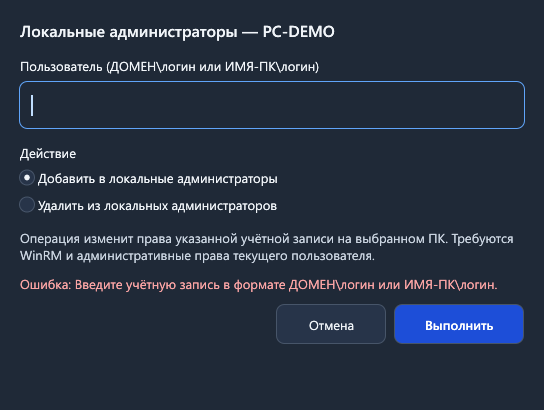 Локальные администраторы — PC-DEMO
Пользователь (ДОМЕН\логин или ИМЯ-ПК\логин)
Действие
Добавить в локальные администраторы
Удалить из локальных администраторов
Операция изменит права указанной учётной записи на выбранном ПК. Требуются
WinRM и административные права текущего пользователя.
Ошибка: Введите учётную запись в формате ДОМЕН\логин или ИМЯ-ПК\логин.
Отмена
Выполнить